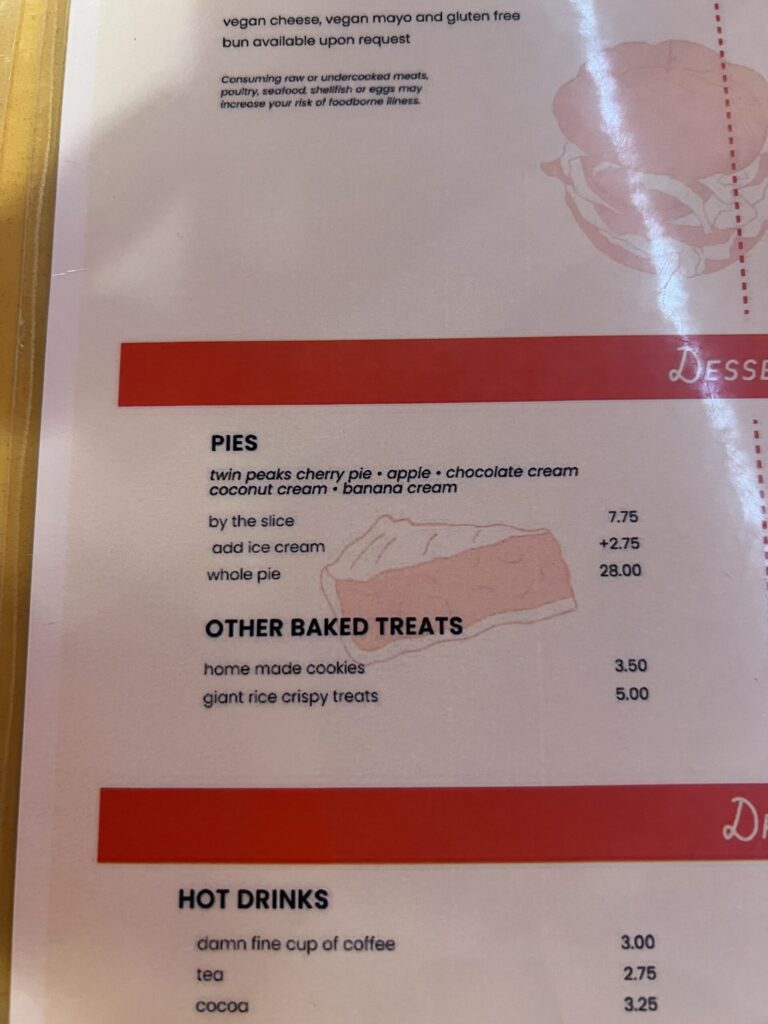 vegan cheese, vegan mayo and gluten free
bun available upon request
Consuming raw or undercooked meats,
poultry, seafood, shellfish or eggs may
increase your risk of foodborne illness.
PIES
twin peaks cherry pie • apple • chocolate cream
coconut cream • banana cream
by the slice 7.75
add ice cream +2.75
whole pie 28.00
OTHER BAKED TREATS
home made cookies 3.50
giant rice crispy treats 5.00
HOT DRINKS
damn fine cup of coffee 3.00
tea 2.75
cocoa 3.25